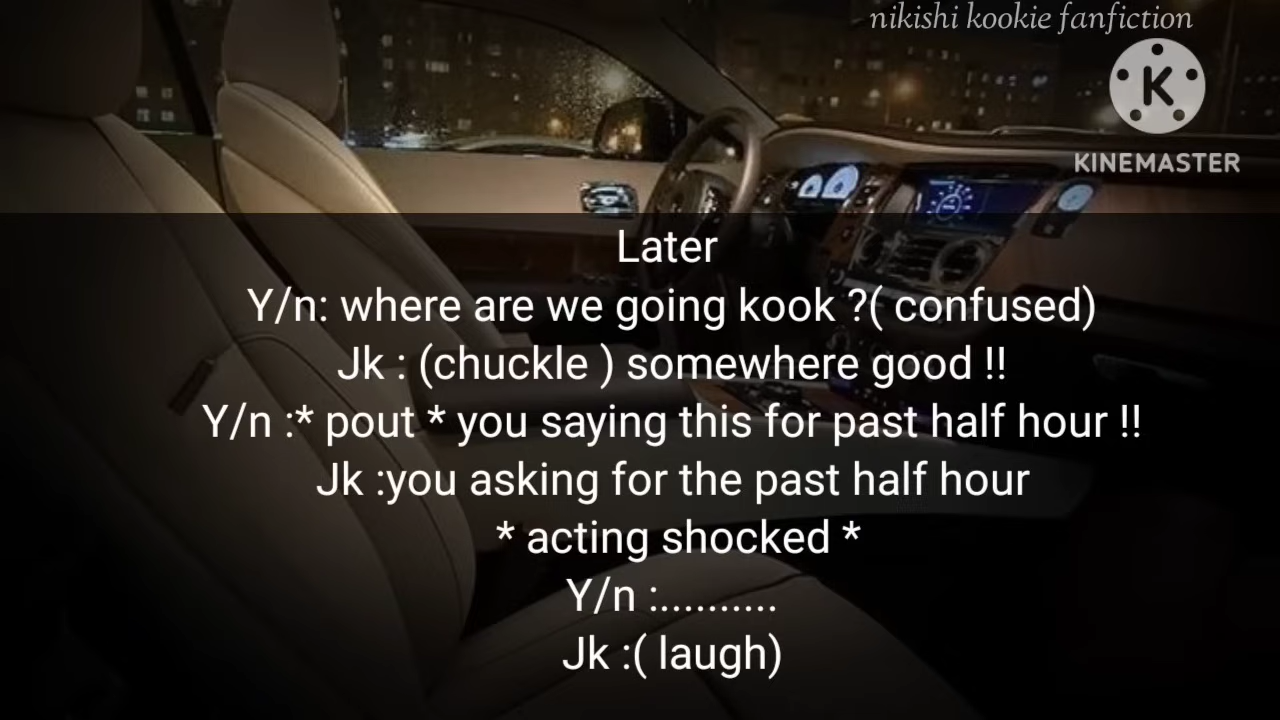 nikishi kookie fanfiction
K
KINEMASTER
Later
Y/n: where are we going kook ?( confused)
Jk : (chuckle ) somewhere good !!
Y/n :* pout * you saying this for past half hour !!
Jk :you asking for the past half hour
* acting shocked *
Y/n :..........
Jk :( laugh)